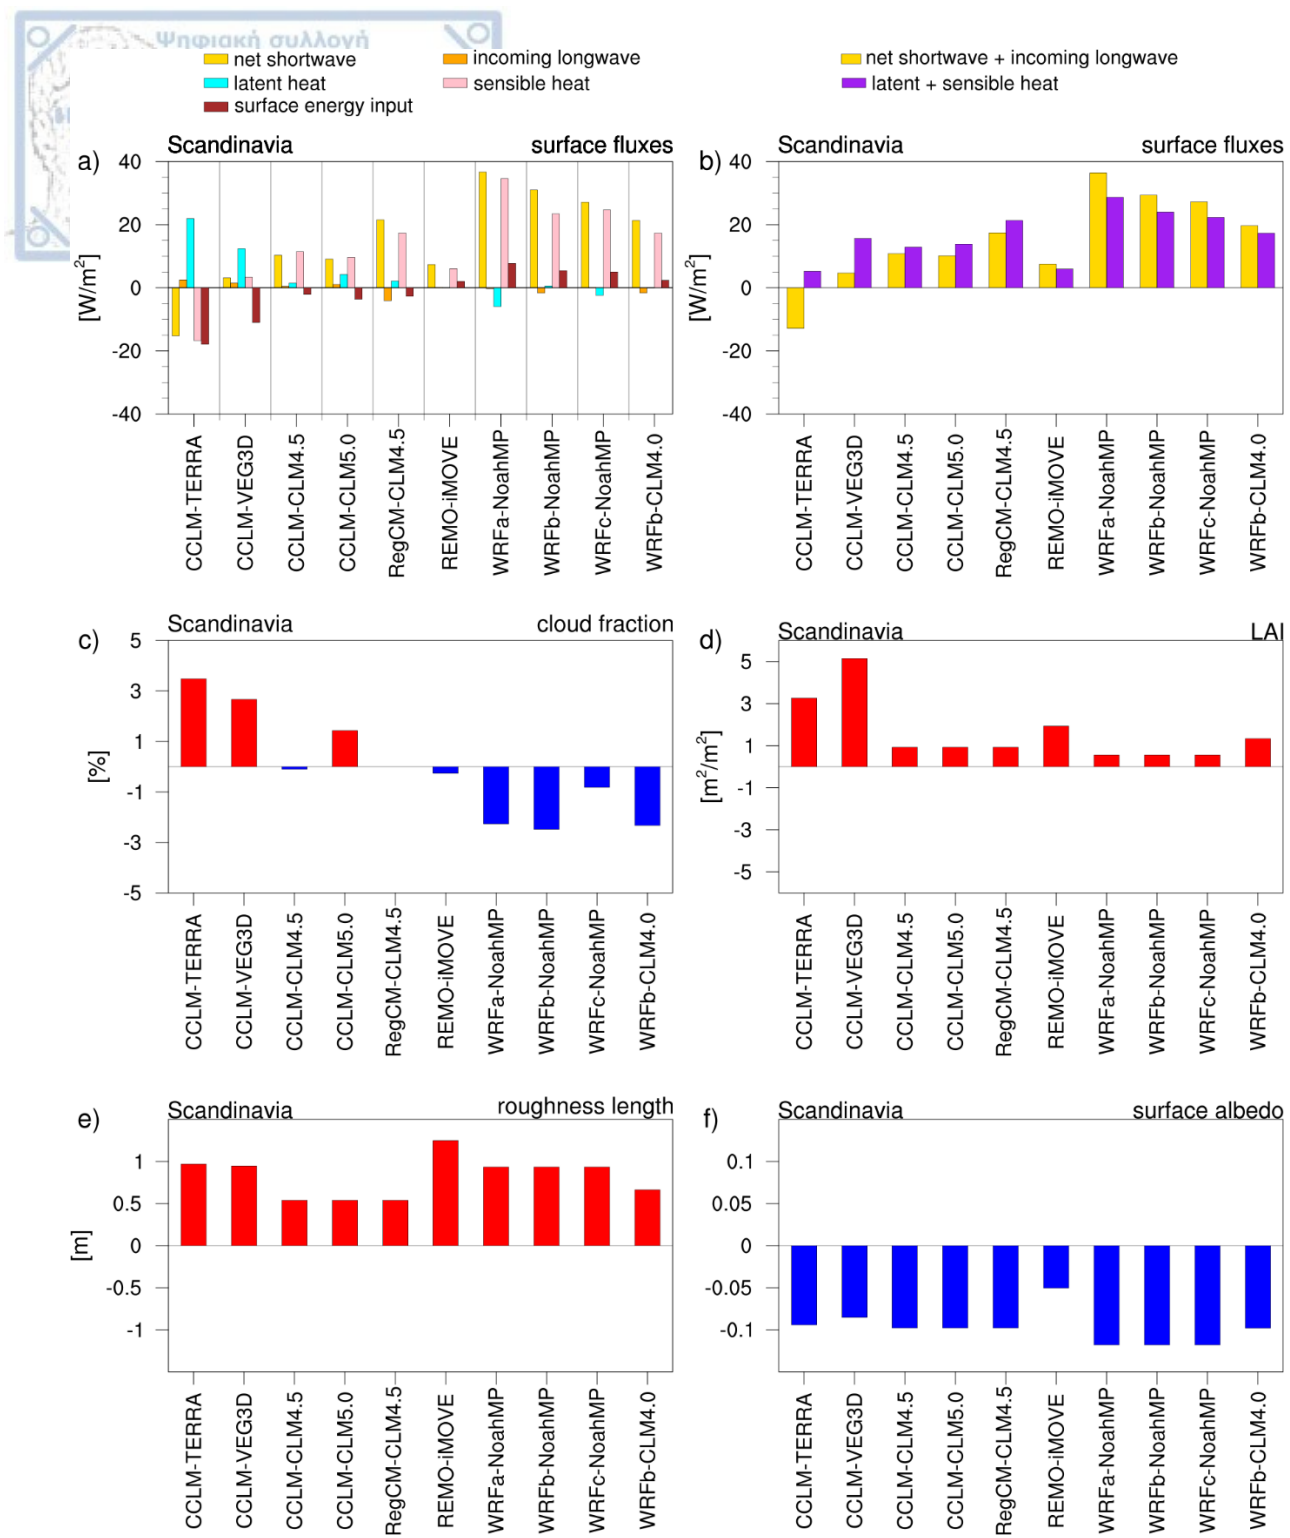 Ψηφιακή συλλογή
net shortwave
incoming longwave
net shortwave + incoming longwave
latent heat
sensible heat
latent + sensible heat
surface energy input
a)
Scandinavia
surface fluxes
b)
Scandinavia
surface fluxes
40
20
0
-20
-40
[W/m²]
40
20
0
-20
-40
[W/m²]
CCLM-TERRA
CCLM-VEG3D
CCLM-CLM4.5
CCLM-CLM5.0
RegCM-CLM4.5
REMO-iMOVE
WRFa-NoahMP
WRFb-NoahMP
WRFc-NoahMP
WRFb-CLM4.0
CCLM-TERRA
CCLM-VEG3D
CCLM-CLM4.5
CCLM-CLM5.0
RegCM-CLM4.5
REMO-iMOVE
WRFa-NoahMP
WRFb-NoahMP
WRFc-NoahMP
WRFb-CLM4.0
c)
Scandinavia
cloud fraction
d)
Scandinavia
LAI
5
3
1
-1
-3
-5
[%]
5
3
1
-1
-3
-5
[m²/m²]
CCLM-TERRA
CCLM-VEG3D
CCLM-CLM4.5
CCLM-CLM5.0
RegCM-CLM4.5
REMO-iMOVE
WRFa-NoahMP
WRFb-NoahMP
WRFc-NoahMP
WRFb-CLM4.0
CCLM-TERRA
CCLM-VEG3D
CCLM-CLM4.5
CCLM-CLM5.0
RegCM-CLM4.5
REMO-iMOVE
WRFa-NoahMP
WRFb-NoahMP
WRFc-NoahMP
WRFb-CLM4.0
e)
Scandinavia
roughness length
f)
Scandinavia
surface albedo
1
0.5
0
-0.5
-1
[m]
0.1
0.05
0
-0.05
-0.1
CCLM-TERRA
CCLM-VEG3D
CCLM-CLM4.5
CCLM-CLM5.0
RegCM-CLM4.5
REMO-iMOVE
WRFa-NoahMP
WRFb-NoahMP
WRFc-NoahMP
WRFb-CLM4.0
CCLM-TERRA
CCLM-VEG3D
CCLM-CLM4.5
CCLM-CLM5.0
RegCM-CLM4.5
REMO-iMOVE
WRFa-NoahMP
WRFb-NoahMP
WRFc-NoahMP
WRFb-CLM4.0